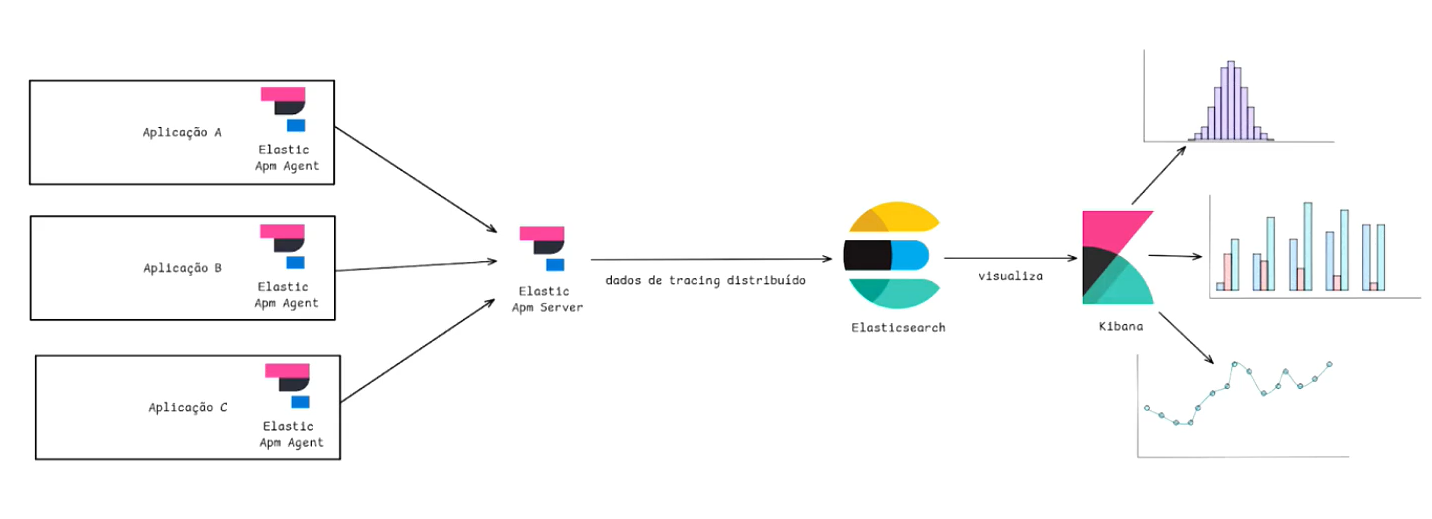 Aplicação A
Elastic
Apm Agent
Aplicação B
Elastic
Apm Agent
Aplicação C
Elastic
Apm Agent
Elastic
Apm Server
dados de tracing distribuído
Elasticsearch
visualiza
Kibana